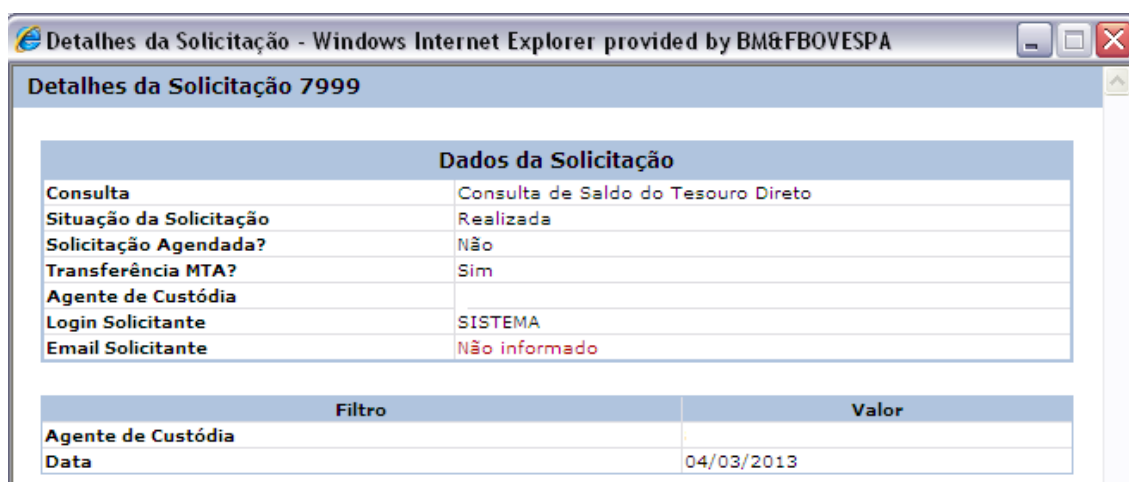 Detalhes da Solicitação - Windows Internet Explorer provided by BM&FBOVESPA
Detalhes da Solicitação 7999
Dados da Solicitação
Consulta Consulta de Saldo do Tesouro Direto
Situação da Solicitação Realizada
Solicitação Agendada? Não
Transferência MTA? Sim
Agente de Custódia
Login Solicitante SISTEMA
Email Solicitante Não informado
Filtro Valor
Agente de Custódia
Data 04/03/2013